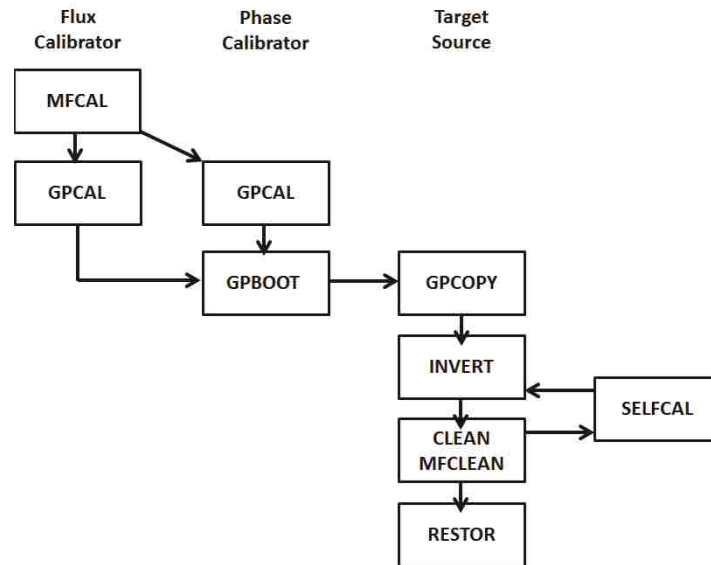 Flux
Calibrator
Phase
Calibrator
Target
Source
MFCAL
GPCAL
GPCAL
GPBOOT
GPCOPY
INVERT
SELFCAL
CLEAN
MFCLEAN
RESTOR